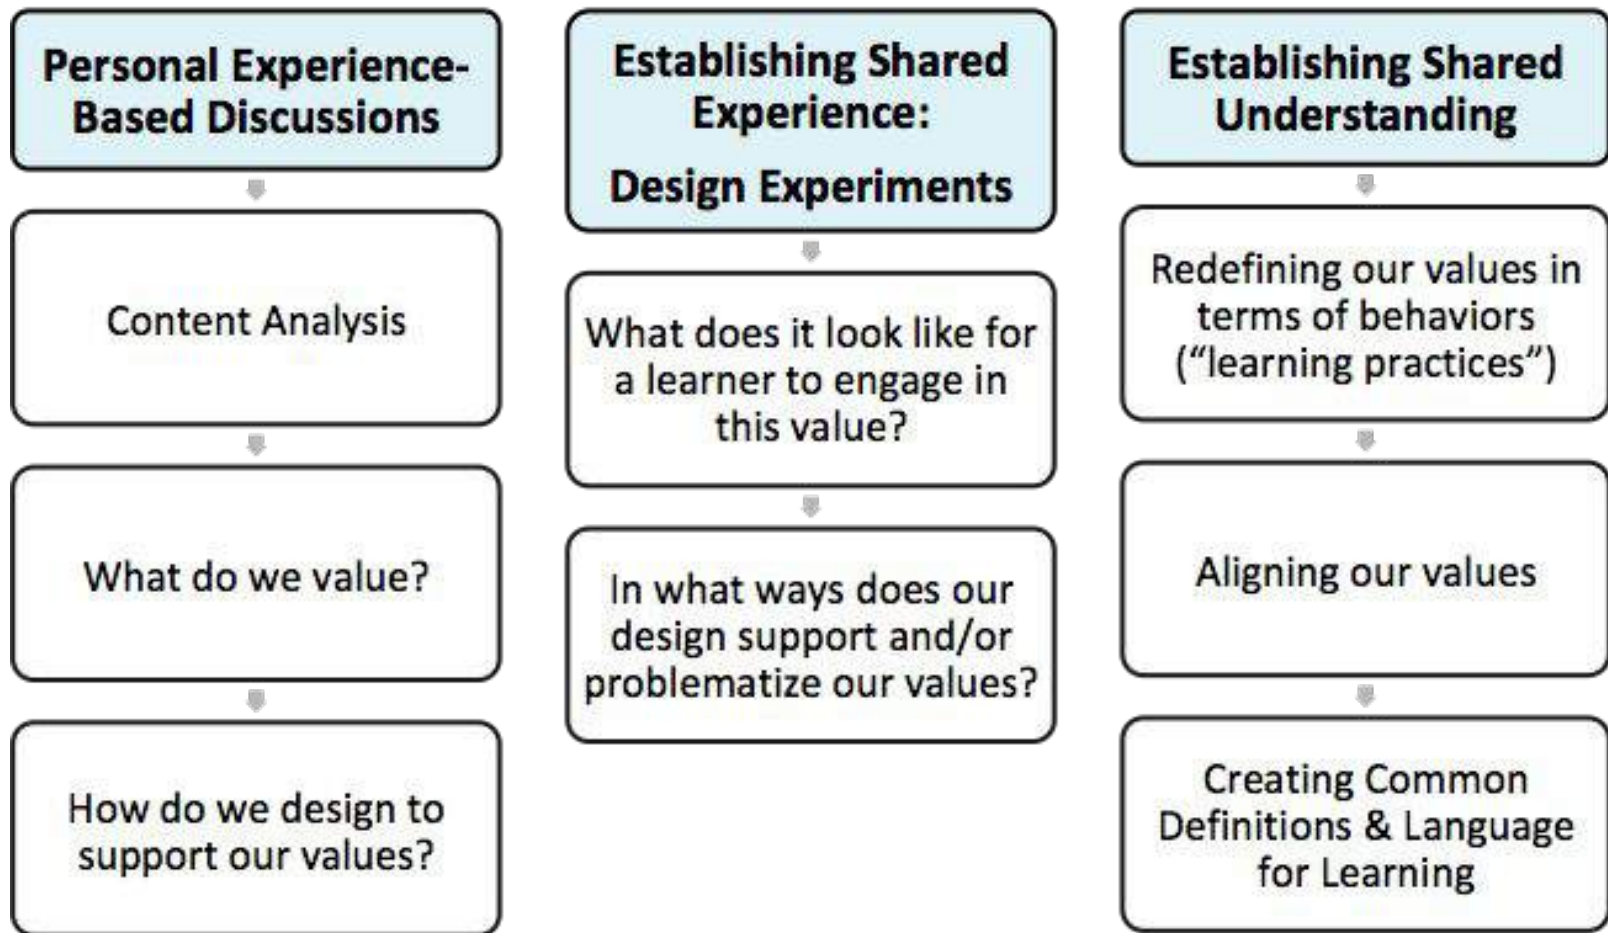 Personal Experience-
Based Discussions
Content Analysis
What do we value?
How do we design to
support our values?
Establishing Shared
Experience:
Design Experiments
What does it look like for
a learner to engage in
this value?
In what ways does our
design support and/or
problematize our values?
Establishing Shared
Understanding
Redefining our values in
terms of behaviors
(“learning practices”)
Aligning our values
Creating Common
Definitions & Language
for Learning